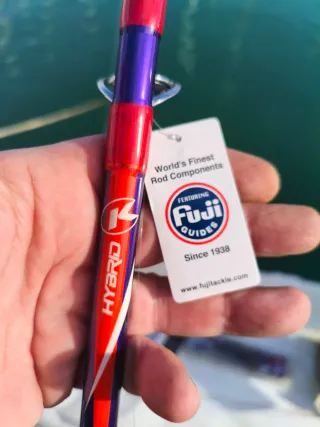 World's Finest
Rod Components
FEATURING
Fuji
GUIDES
Since 1938
www.fujitackle.com
K
HYBRID